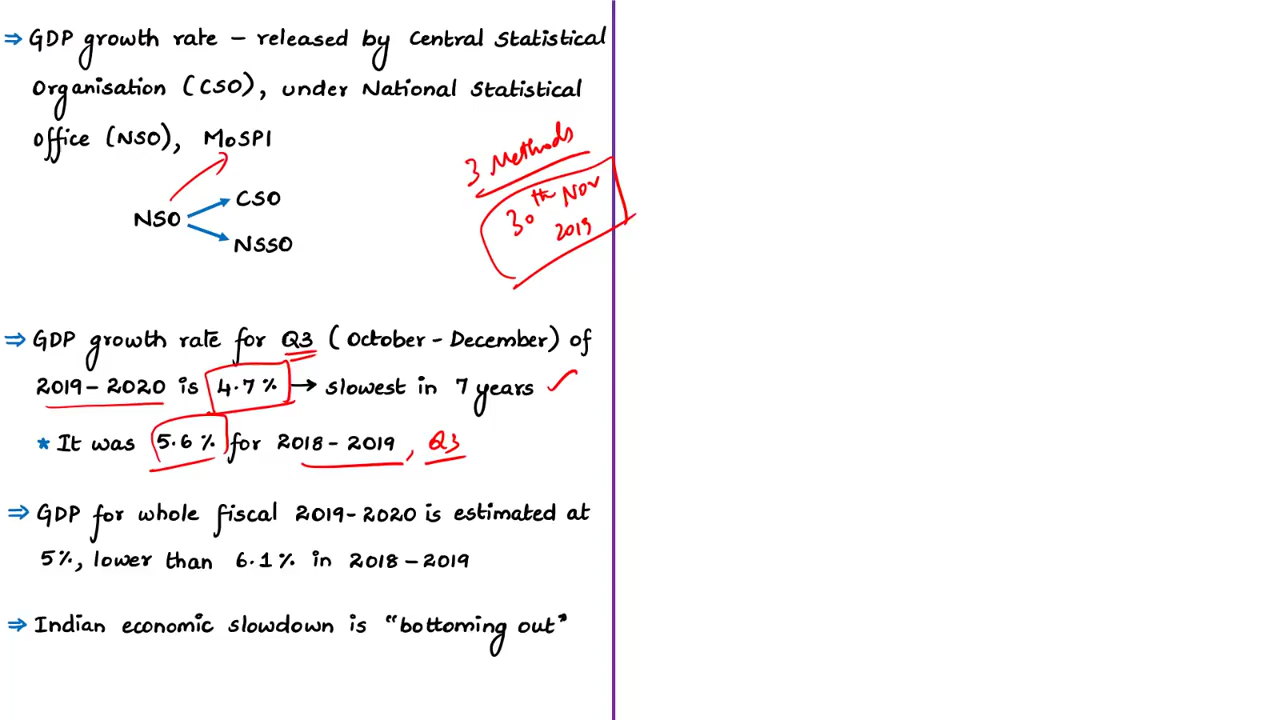 ⇒ GDP growth rate – released by Central Statistical
Organisation (CSO), under National Statistical
office (NSO), MoSPI
3 Methods
30th Nov
2019
CSO
NSO
NSSO
⇒ GDP growth rate for Q3 (October – December) of
2019 – 2020 is 4.7% → slowest in 7 years ✓
* It was 5.6% for 2018 – 2019, Q3
⇒ GDP for whole fiscal 2019-2020 is estimated at
5%, lower than 6.1% in 2018 – 2019
⇒ Indian economic slowdown is "bottoming out"